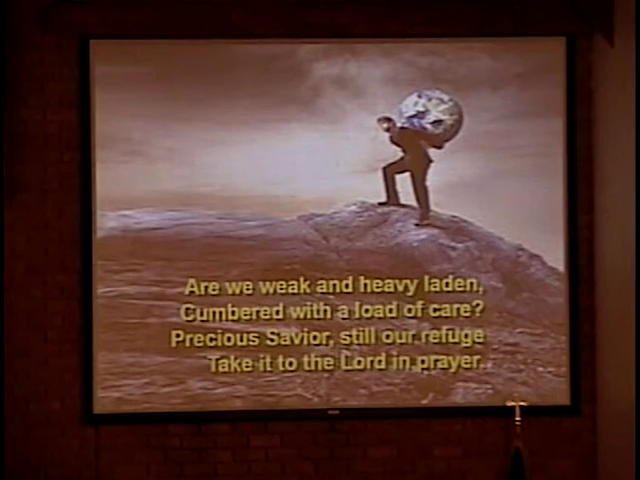 Are we weak and heavy laden,
Cumbered with a load of care?
Precious Savior, still our refuge
Take it to the Lord in prayer.